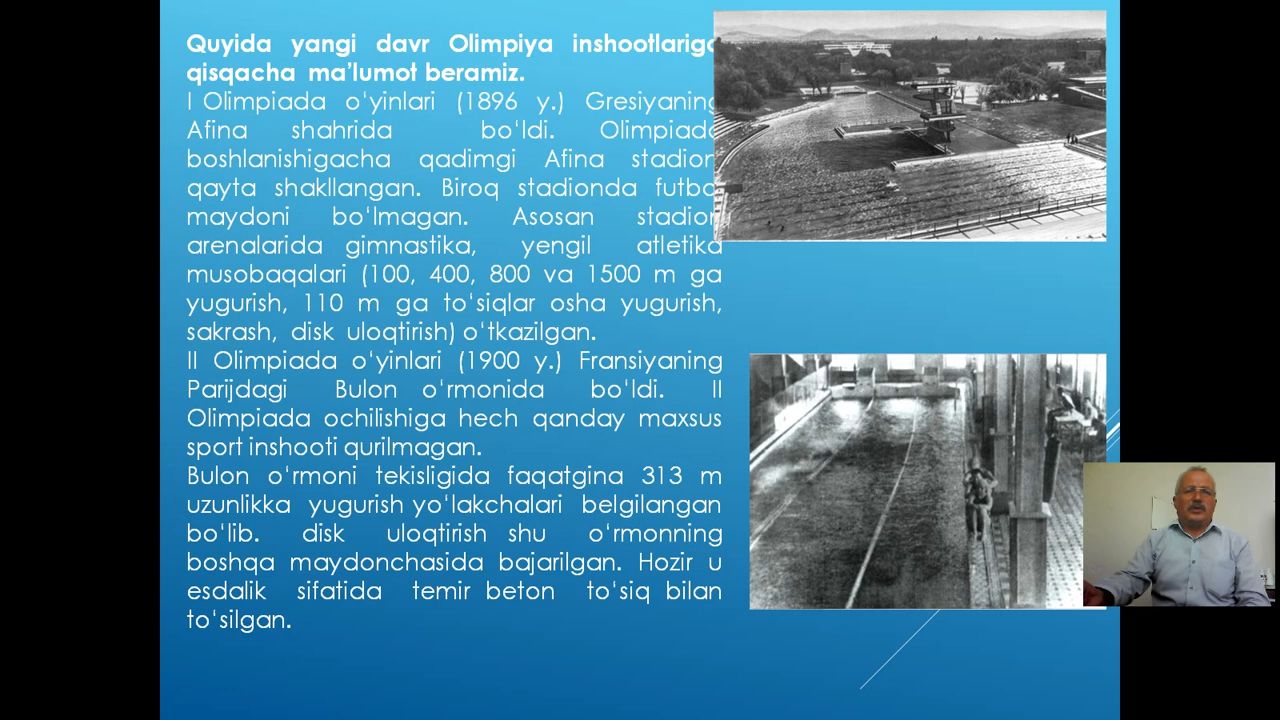 Quyida yangi davr Olimpiya inshootlariga
qisqacha ma'lumot beramiz.
I Olimpiada o'yinlari (1896 y.) Gresiyaning
Afina shahrida bo'ldi. Olimpiada
boshlanishigacha qadimgi Afina stadion
qayta shakllangan. Biroq stadionda futbol
maydoni bo'lmagan. Asosan stadion
arenalarida gimnastika, yengil atletika
musobaqalari (100, 400, 800 va 1500 m ga
yugurish, 110 m ga to'siqlar osha yugurish,
sakrash, disk uloqtirish) o'tkazilgan.
II Olimpiada o'yinlari (1900 y.) Fransiyaning
Parijdagi Bulon o'rmonida bo'ldi. II
Olimpiada ochilishiga hech qanday maxsus
sport inshooti qurilmagan.
Bulon o'rmoni tekisligida faqatgina 313 m
uzunlikka yugurish yo'lakchalari belgilangan
bo'lib. disk uloqtirish shu o'rmonning
boshqa maydonchasida bajarilgan. Hozir u
esdalik sifatida temir beton to'siq bilan
to'silgan.